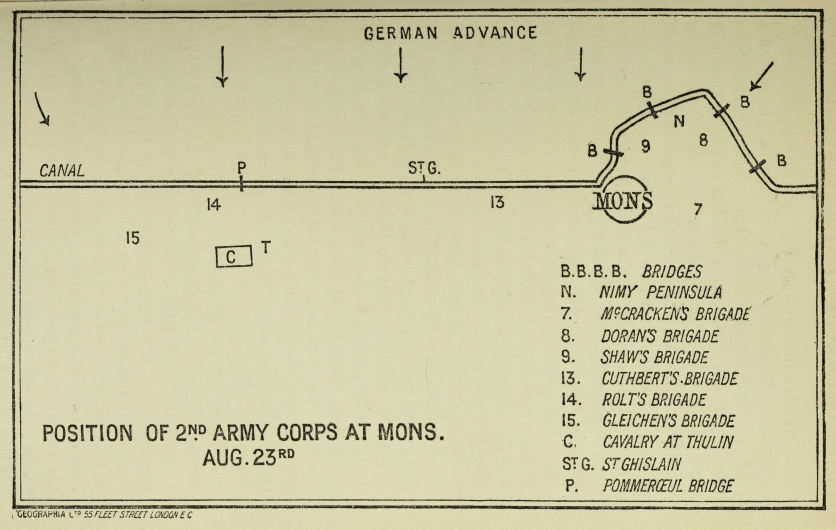 GERMAN ADVANCE
B
B
N
B 9 8
P
ST G.
B
CANAL
14
13
MONS
7
15
C T
B.B.B.B. BRIDGES
N. NIMY PENINSULA
7. McCRACKEN'S BRIGADE
8. DORAN'S BRIGADE
9. SHAW'S BRIGADE
13. CUTHBERT'S BRIGADE
14. ROLT'S BRIGADE
15. GLEICHEN'S BRIGADE
C. CAVALRY AT THULIN
ST G. ST GHISLAIN
P. POMMERŒUL BRIDGE
POSITION OF 2ND ARMY CORPS AT MONS.
AUG. 23RD
GEOGRAPHIA LTD 55 FLEET STREET LONDON E C